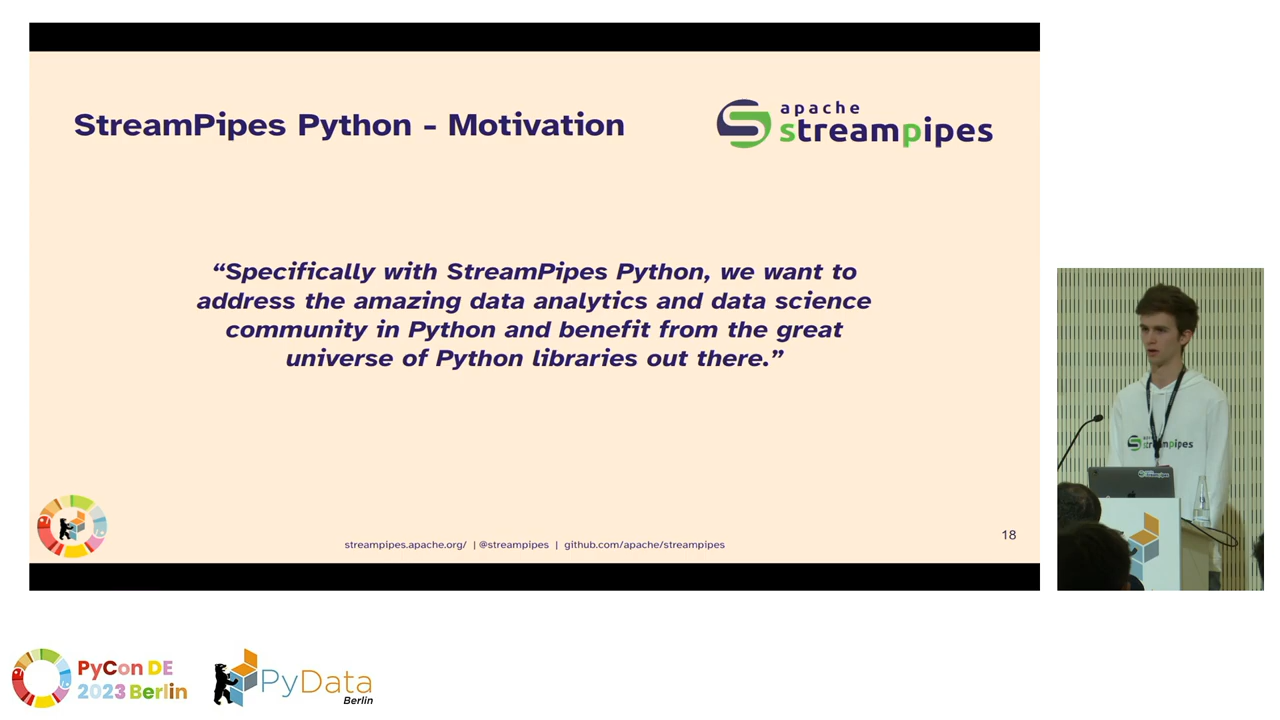 StreamPipes Python - Motivation
apache
streampipes
“Specifically with StreamPipes Python, we want to
address the amazing data analytics and data science
community in Python and benefit from the great
universe of Python libraries out there.”
streampipes.apache.org/ | @streampipes | github.com/apache/streampipes
18
streampipes
PyCon DE
2023 Berlin
PyData
Berlin